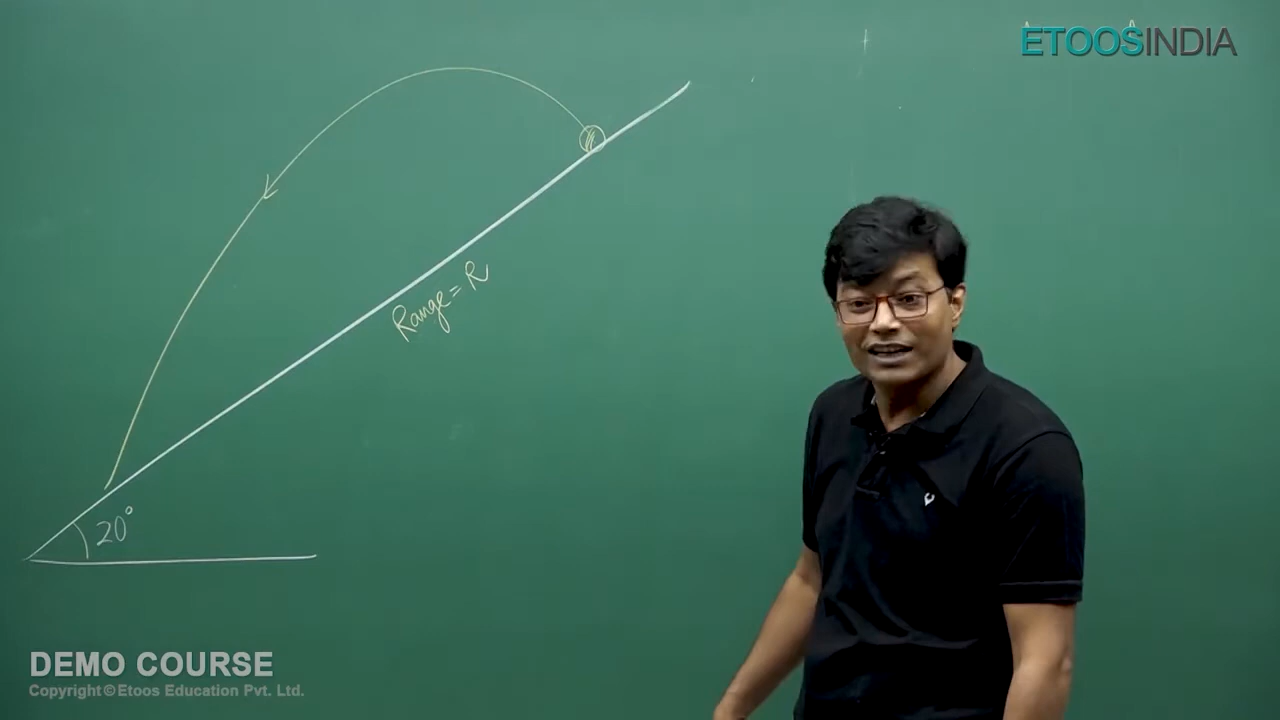 ETOOSINDIA
Range = R
20°
DEMO COURSE
Copyright © Etoos Education Pvt. Ltd.